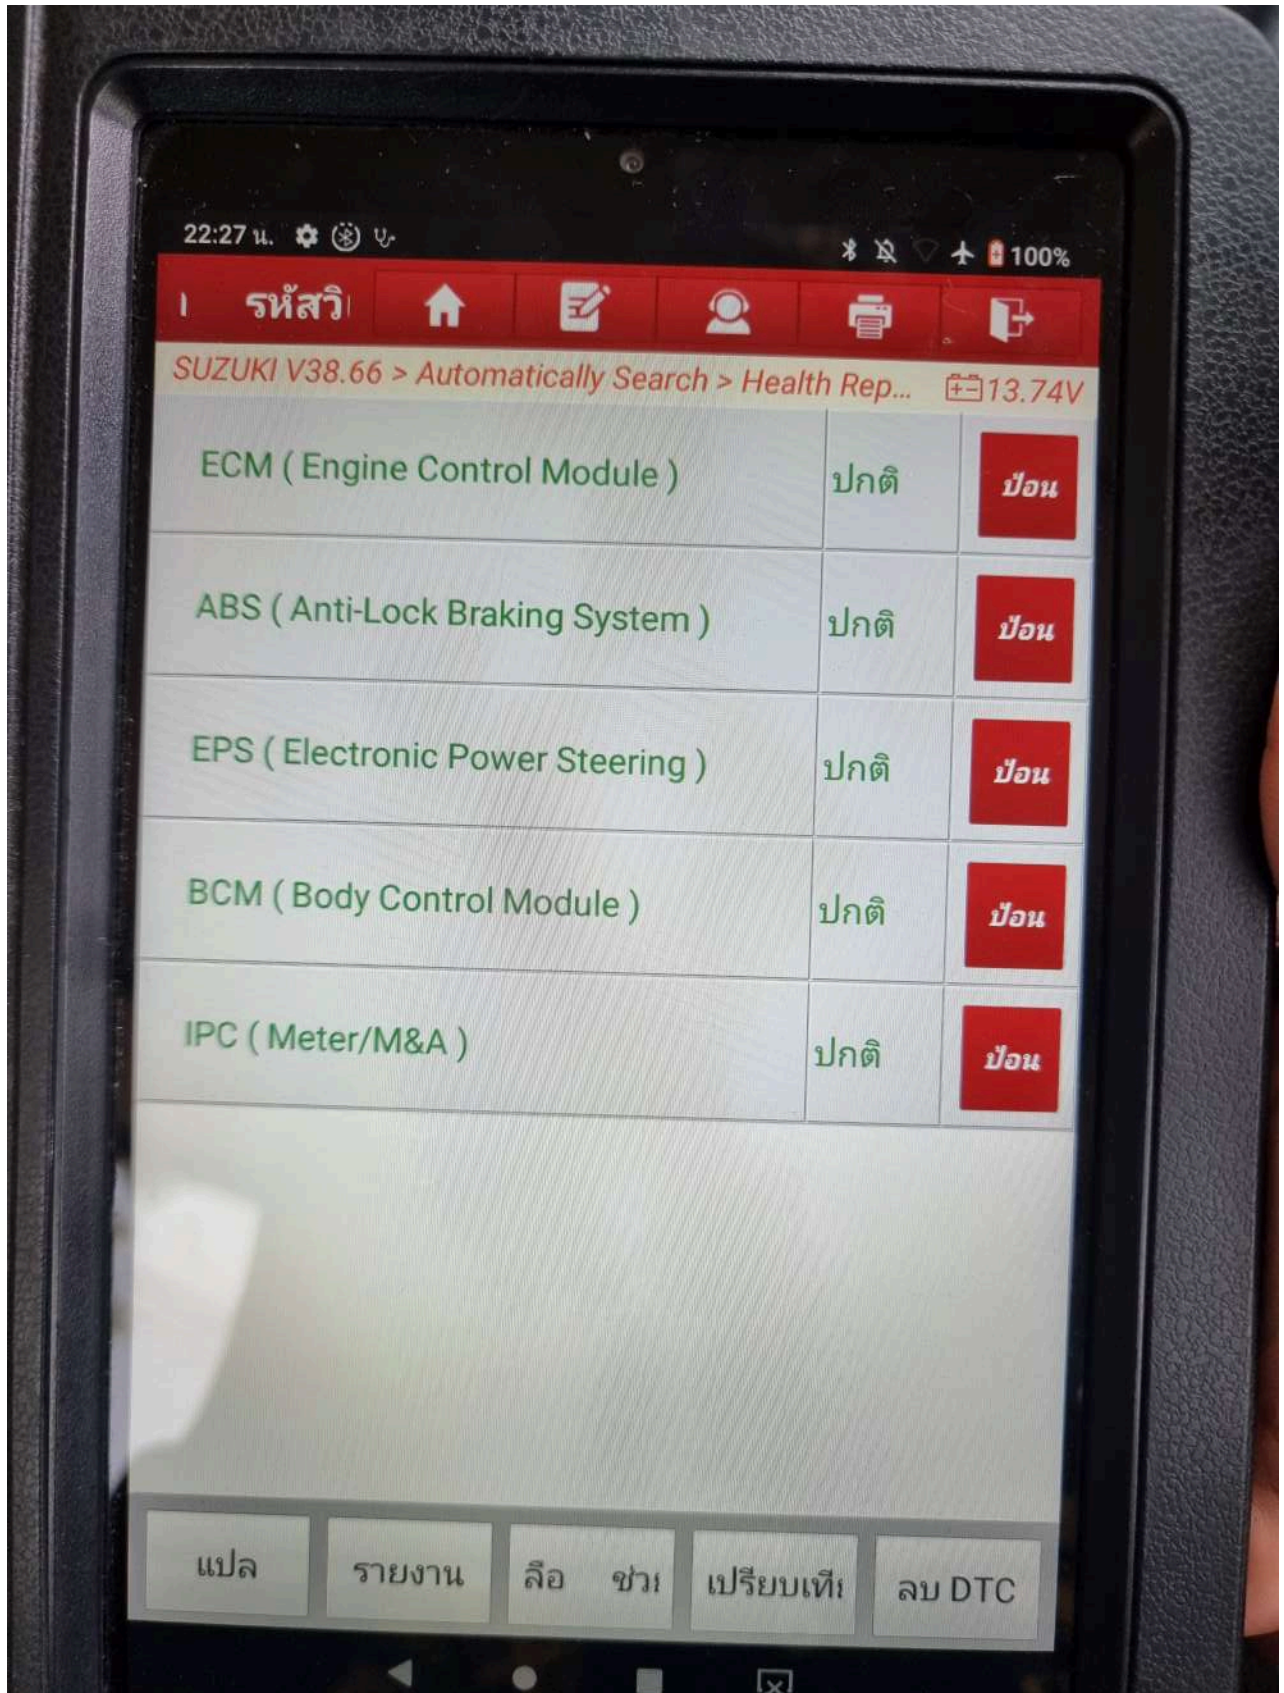 22:27 น. 100%
รหัสวิ
SUZUKI V38.66 > Automatically Search > Health Rep... 13.74V
ECM ( Engine Control Module ) ปกติ ป้อน
ABS ( Anti-Lock Braking System ) ปกติ ป้อน
EPS ( Electronic Power Steering ) ปกติ ป้อน
BCM ( Body Control Module ) ปกติ ป้อน
IPC ( Meter/M&A ) ปกติ ป้อน
แปล รายงาน ลือ ช่วย เปรียบเที ลบ DTC